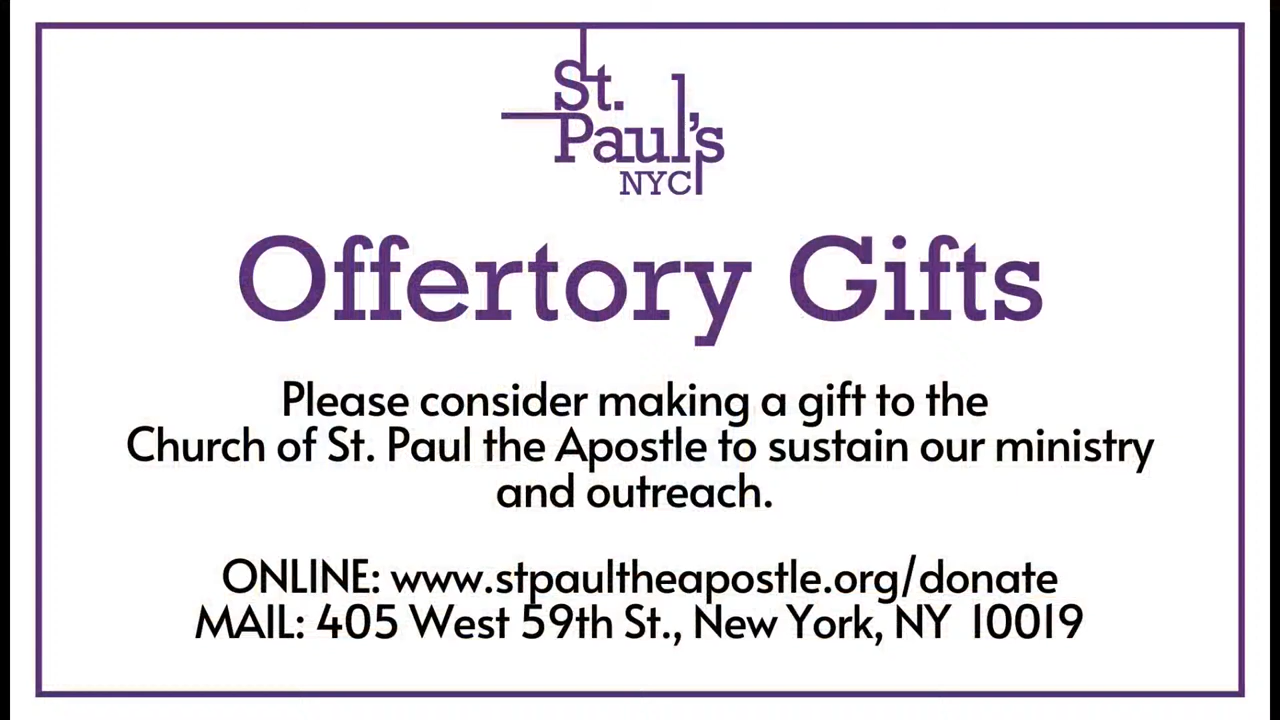 St.
Paul's
NYC
Offertory Gifts
Please consider making a gift to the
Church of St. Paul the Apostle to sustain our ministry
and outreach.
ONLINE: www.stpaultheapostle.org/donate
MAIL: 405 West 59th St., New York, NY 10019